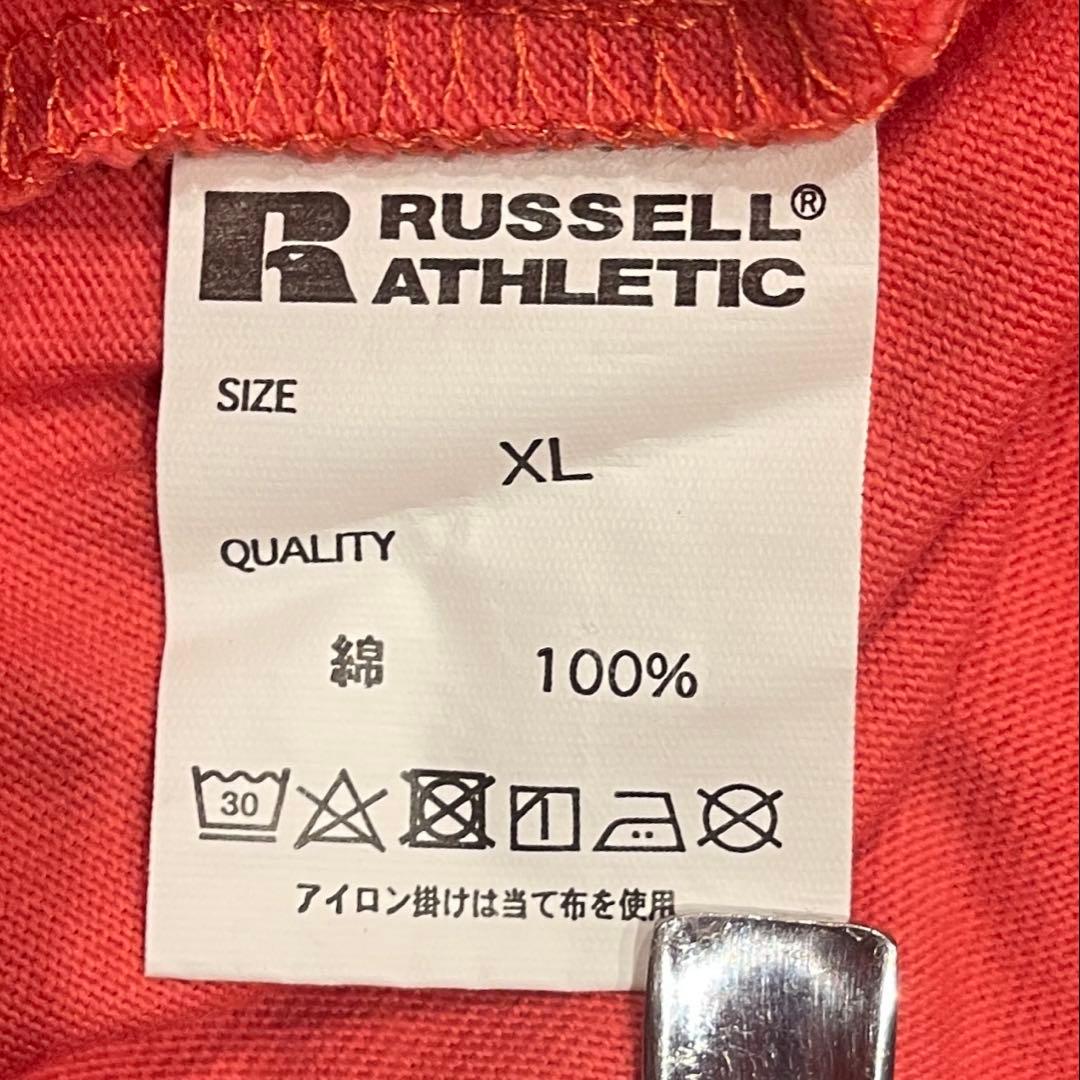 R RUSSELL®
ATHLETIC
SIZE
XL
QUALITY
綿 100%
30
アイロン掛けは当て布を使用